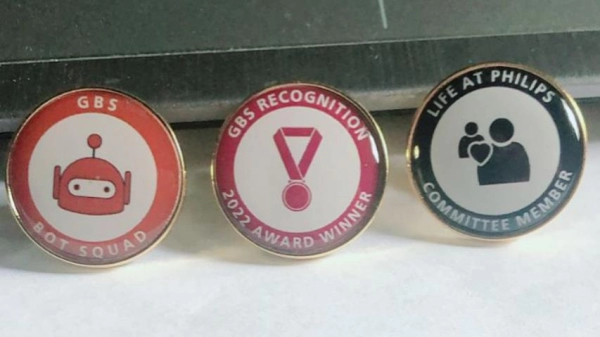 GBS
BOT SQUAD
GBS RECOGNITION
2022 AWARD WINNER
LIFE AT PHILIPS
COMMITTEE MEMBER